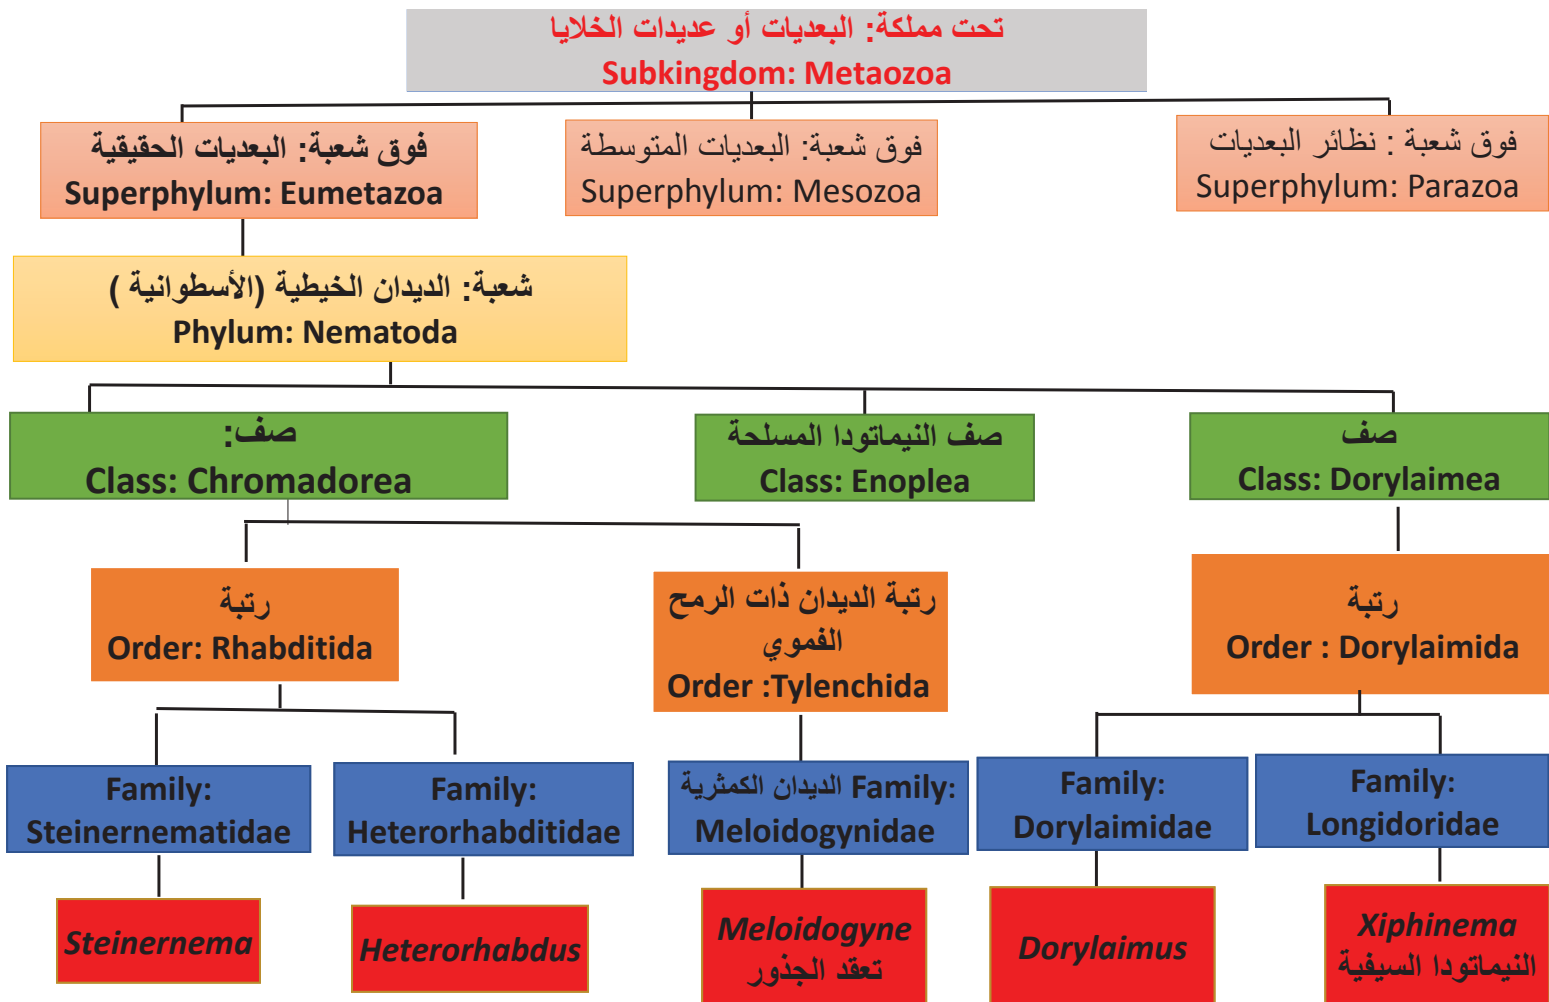 تحت مملكة: البعديات أو عديدات الخلايا
Subkingdom: Metaozoa
فوق شعبة: البعديات الحقيقية
Superphylum: Eumetazoa
فوق شعبة: البعديات المتوسطة
Superphylum: Mesozoa
فوق شعبة : نظائر البعديات
Superphylum: Parazoa
شعبة: الديدان الخيطية (الأسطوانية )
Phylum: Nematoda
صف:
Class: Chromadorea
صف النيماتودا المسلحة
Class: Enoplea
صف
Class: Dorylaimea
رتبة
Order: Rhabditida
رتبة الديدان ذات الرمح
الفموي
Order :Tylenchida
رتبة
Order : Dorylaimida
Family:
Steinernematidae
Family:
Heterorhabditidae
الديدان الكمثرية Family:
Meloidogynidae
Family:
Dorylaimidae
Family:
Longidoridae
Steinernema
Heterorhabdus
Meloidogyne
تعقد الجذور
Dorylaimus
Xiphinema
النيماتودا السيفية